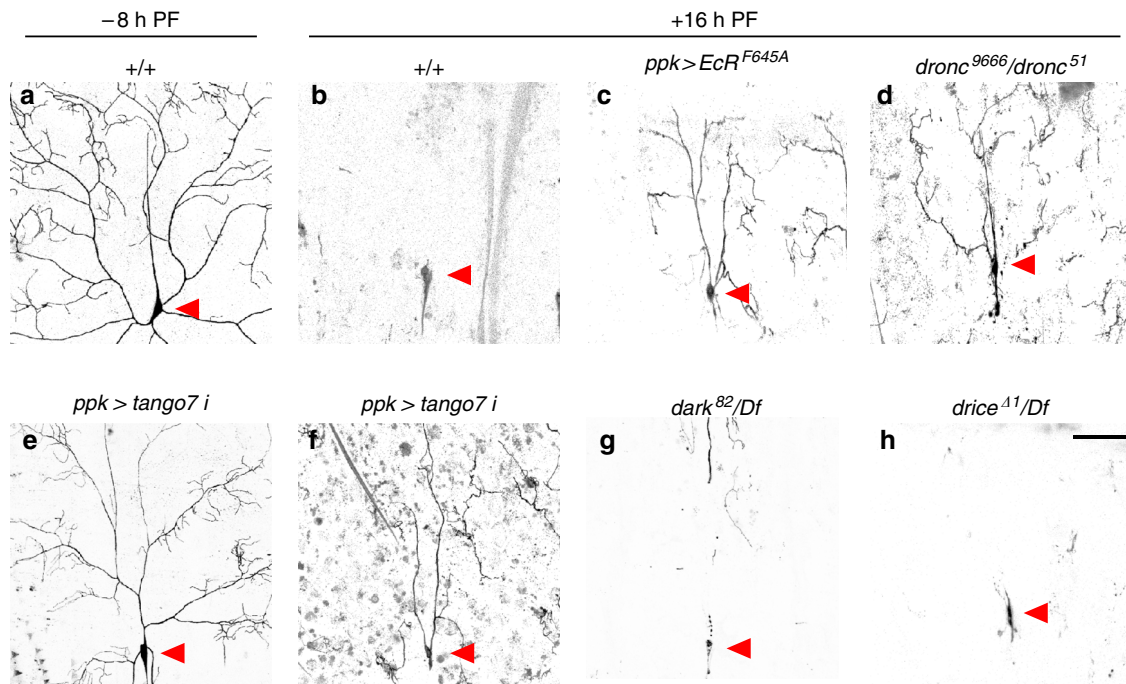 –8 h PF
+16 h PF
+/+
+/+
ppk>EcR^F645A
dronc^9666/dronc^51
a
b
c
d
ppk > tango7 i
ppk > tango7 i
dark^82/Df
drice^Δ1/Df
e
f
g
h